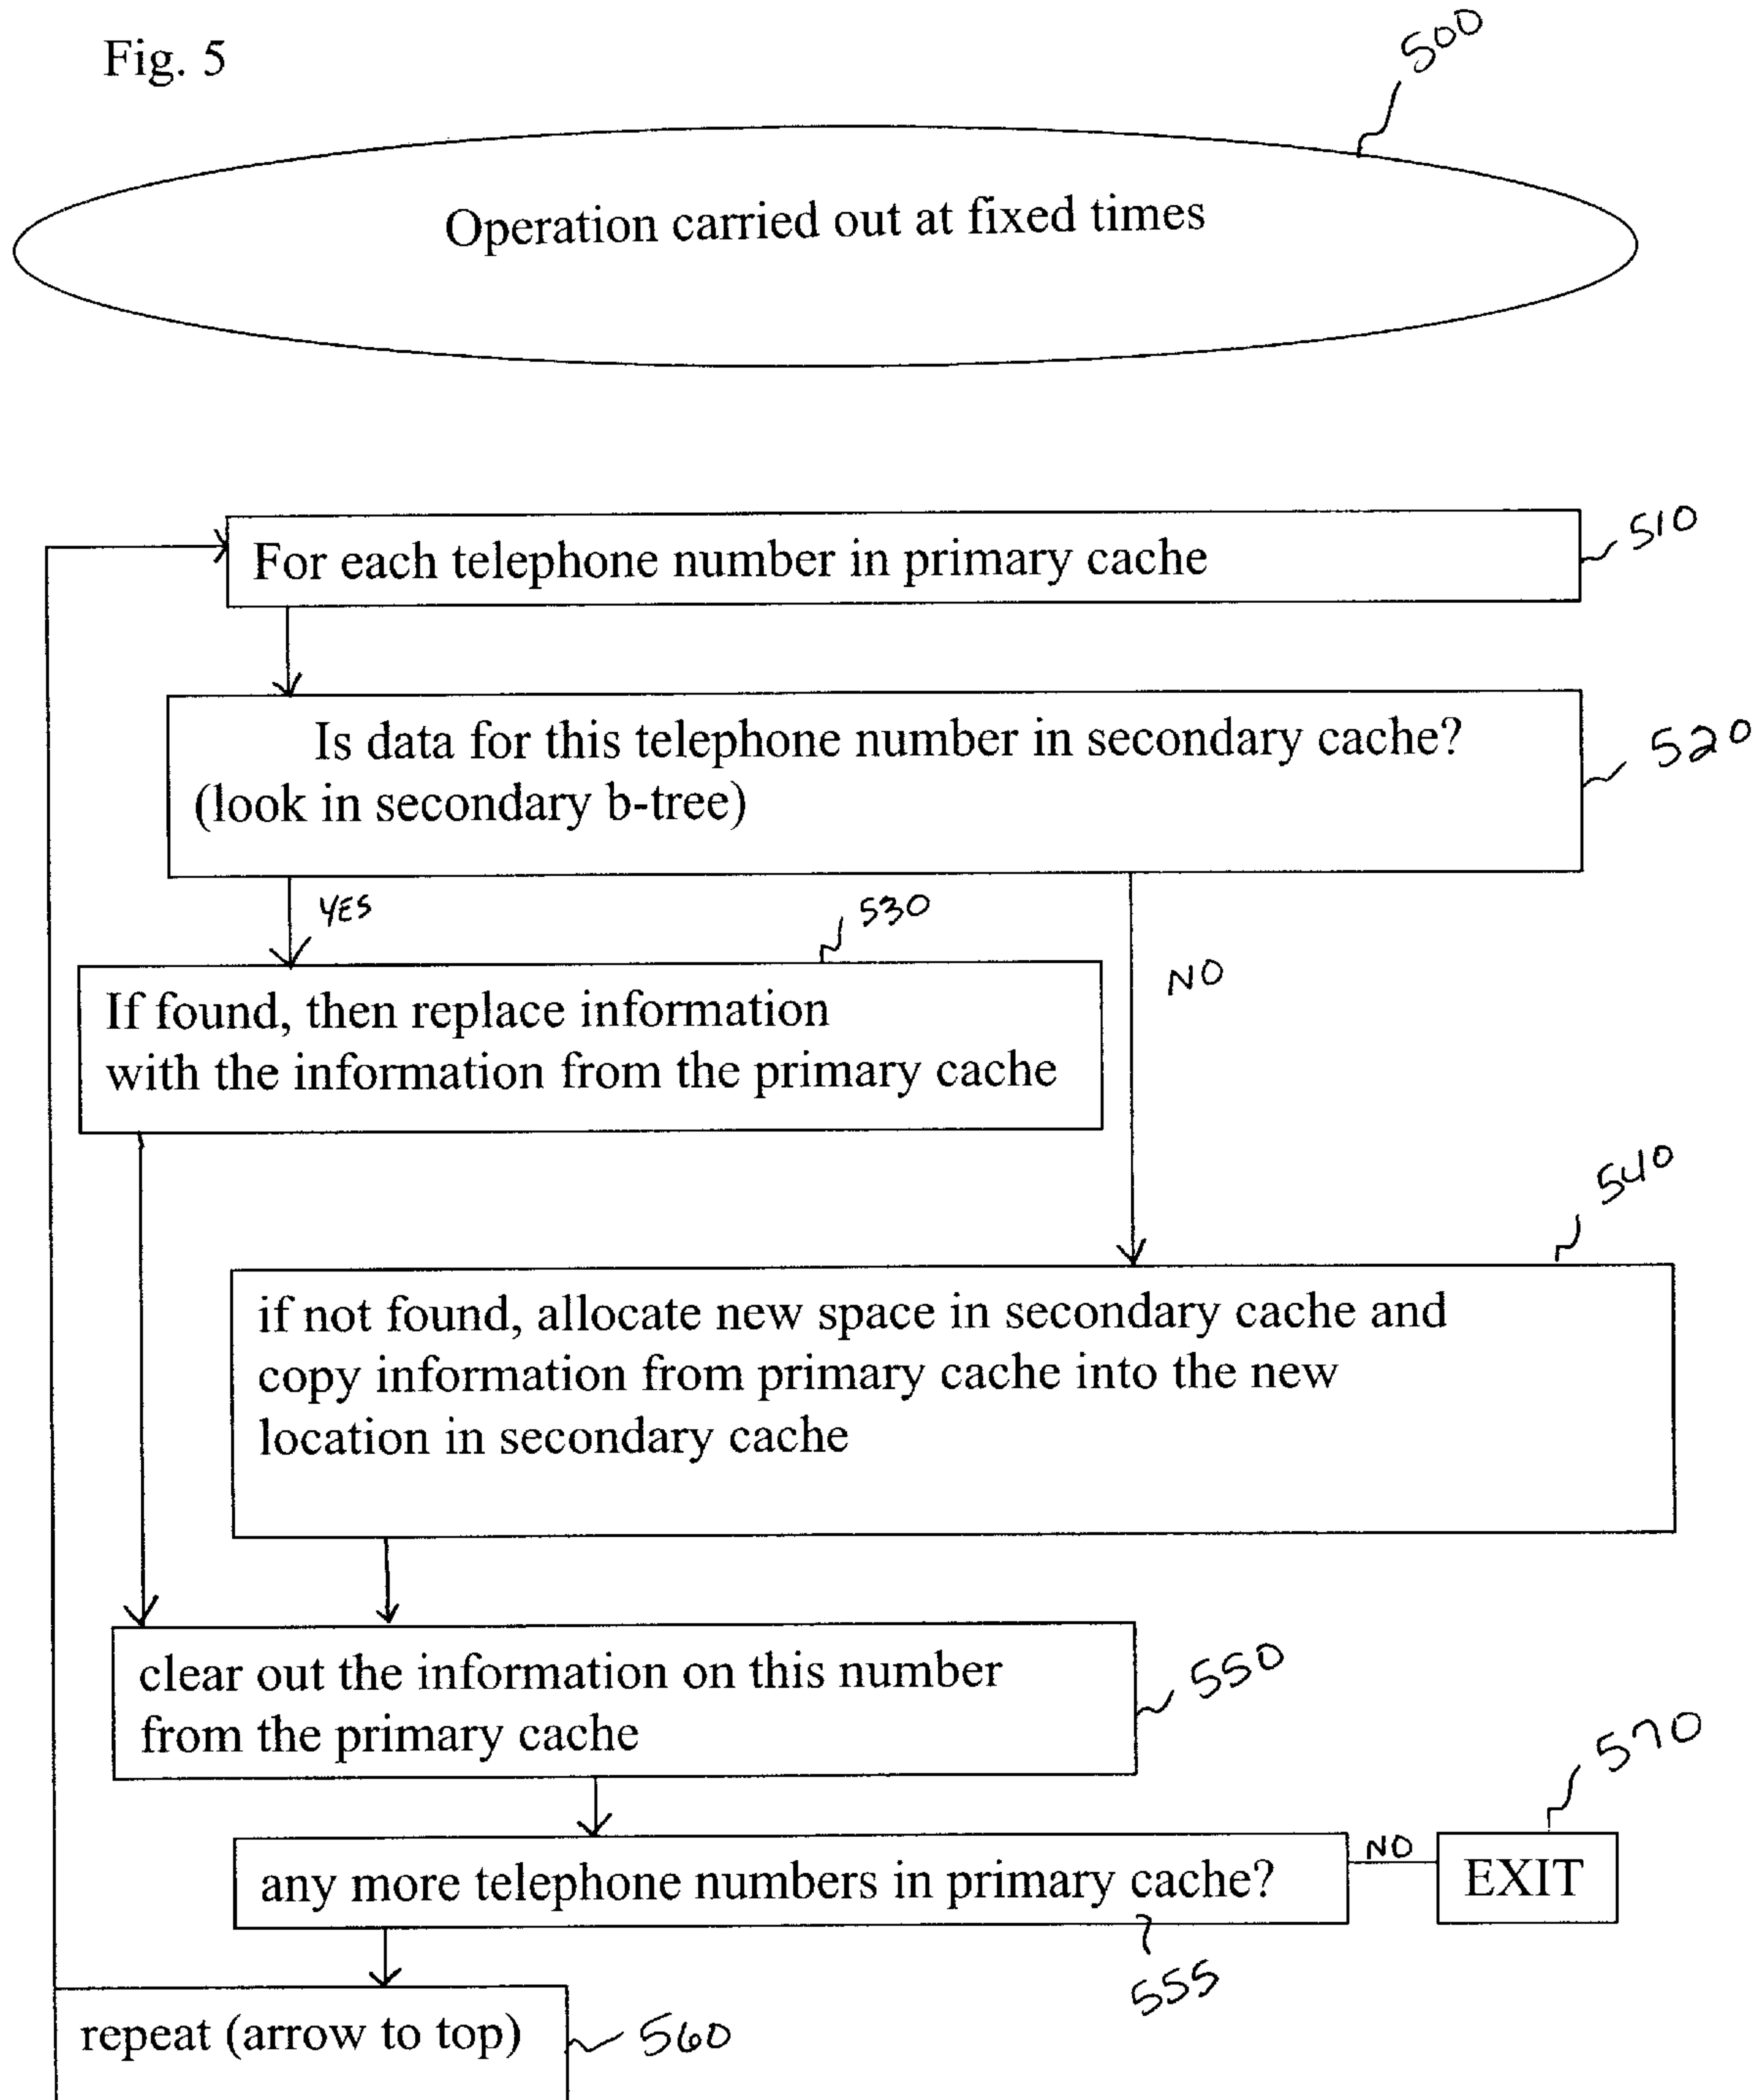 Fig. 5
500
Operation carried out at fixed times
For each telephone number in primary cache
510
Is data for this telephone number in secondary cache?
(look in secondary b-tree)
520
YES
530
NO
If found, then replace information
with the information from the primary cache
540
if not found, allocate new space in secondary cache and
copy information from primary cache into the new
location in secondary cache
clear out the information on this number
from the primary cache
550
570
any more telephone numbers in primary cache?
NO
EXIT
555
repeat (arrow to top)
560